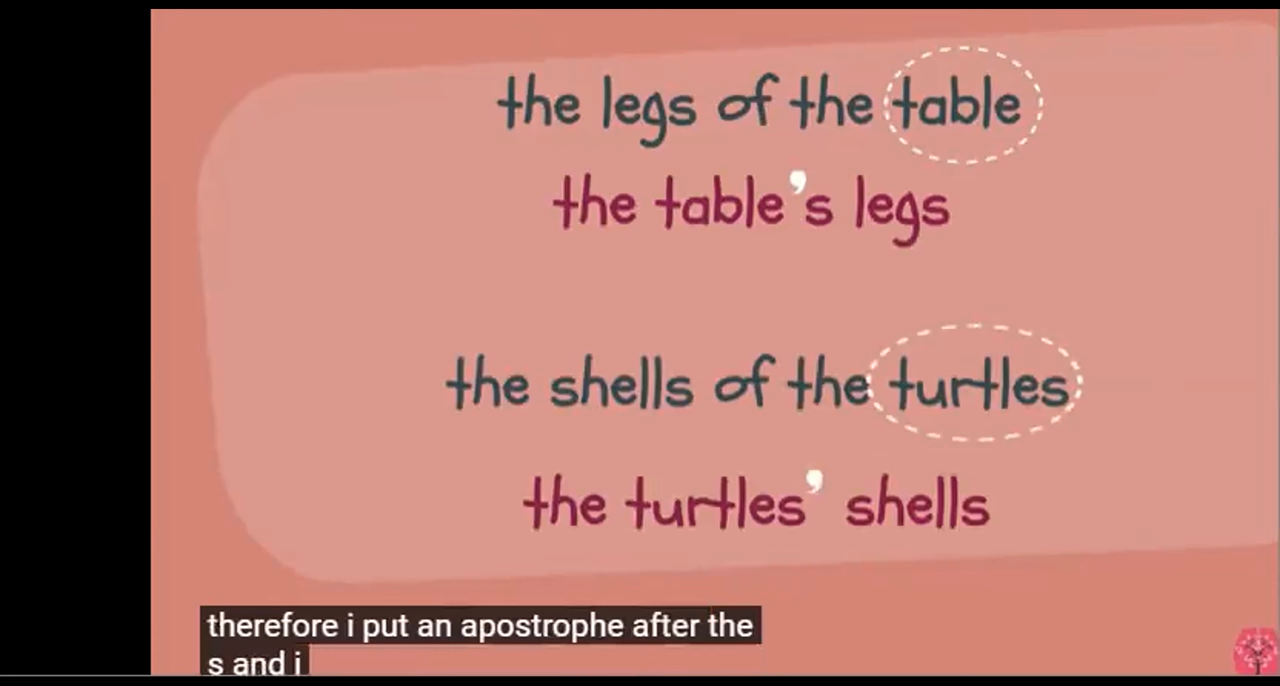 the legs of the table
the table's legs
the shells of the turtles
the turtles' shells
therefore i put an apostrophe after the
s and i